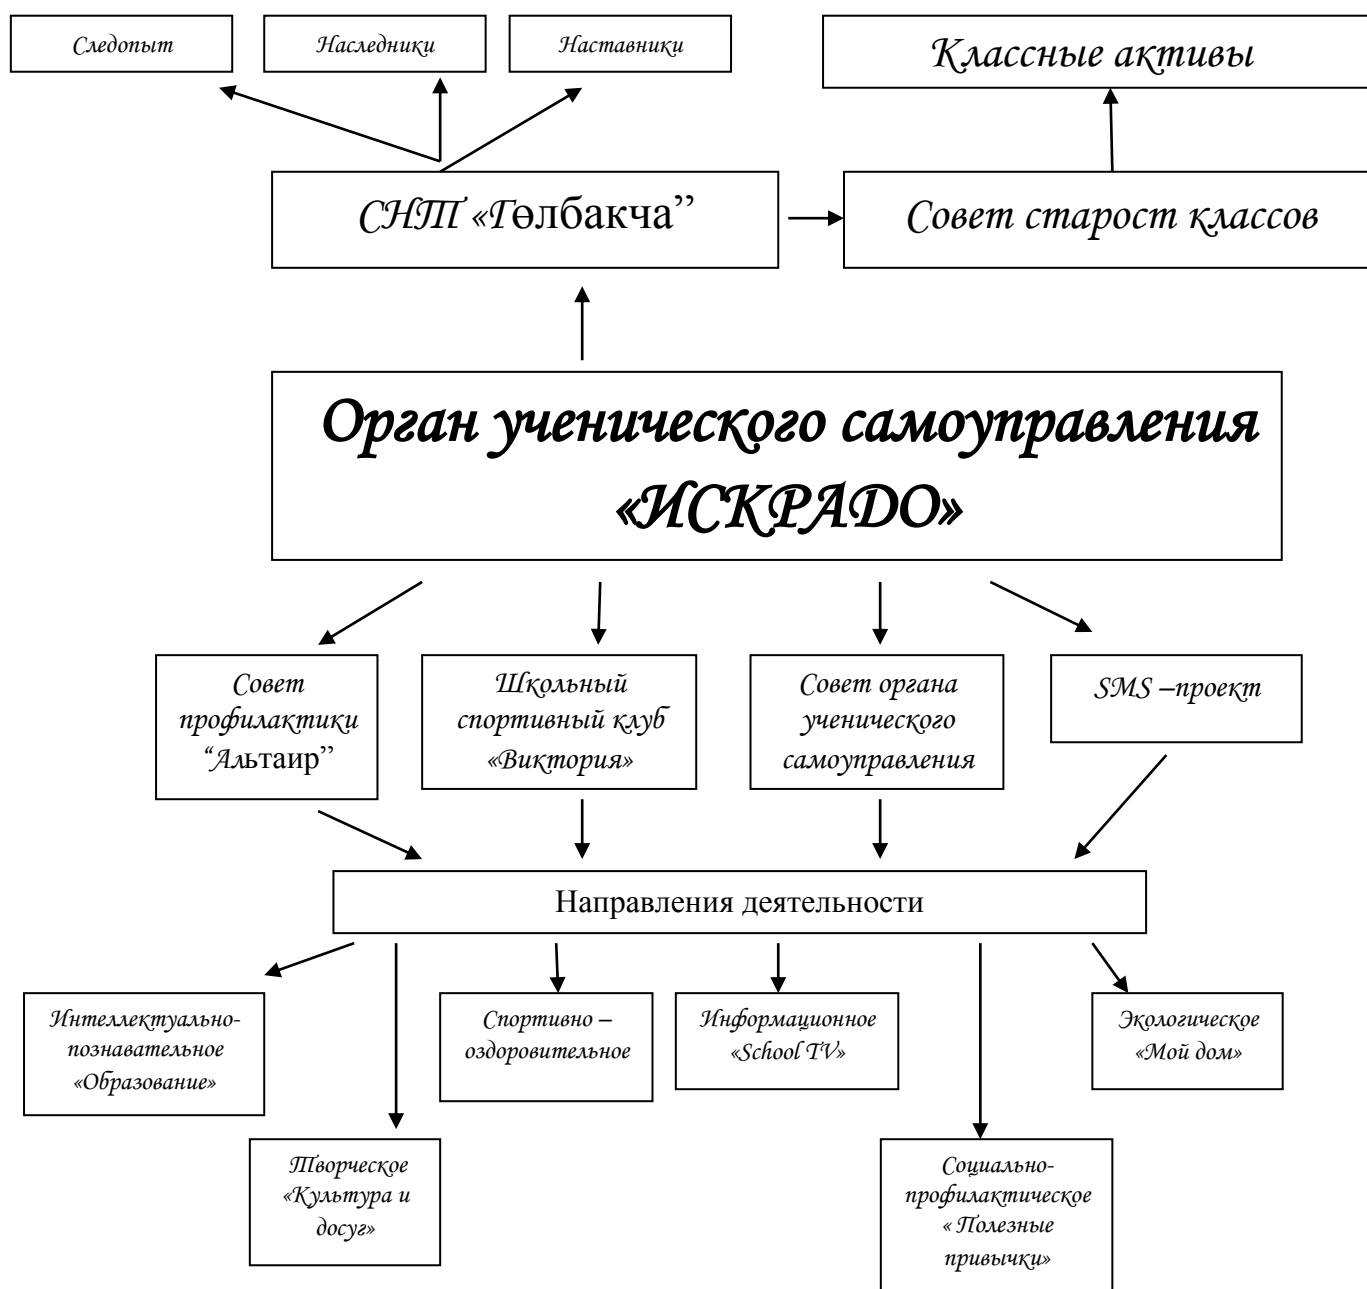 Следопыт
Наследники
Наставники
Классные активы
СНТ «Гөлбакча”
Совет старост классов
Орган ученического самоуправления
«ИСКРАДО»
Совет
профилактики
“Альтаир”
Школьный
спортивный клуб
«Виктория»
Совет органа
ученического
самоуправления
SMS –проект
Направления деятельности
Интеллектуально-
познавательное
«Образование»
Спортивно –
оздоровительное
Информационное
«School TV»
Экологическое
«Мой дом»
Творческое
«Культура и
досуг»
Социально-
профилактическое
« Полезные
привычки»